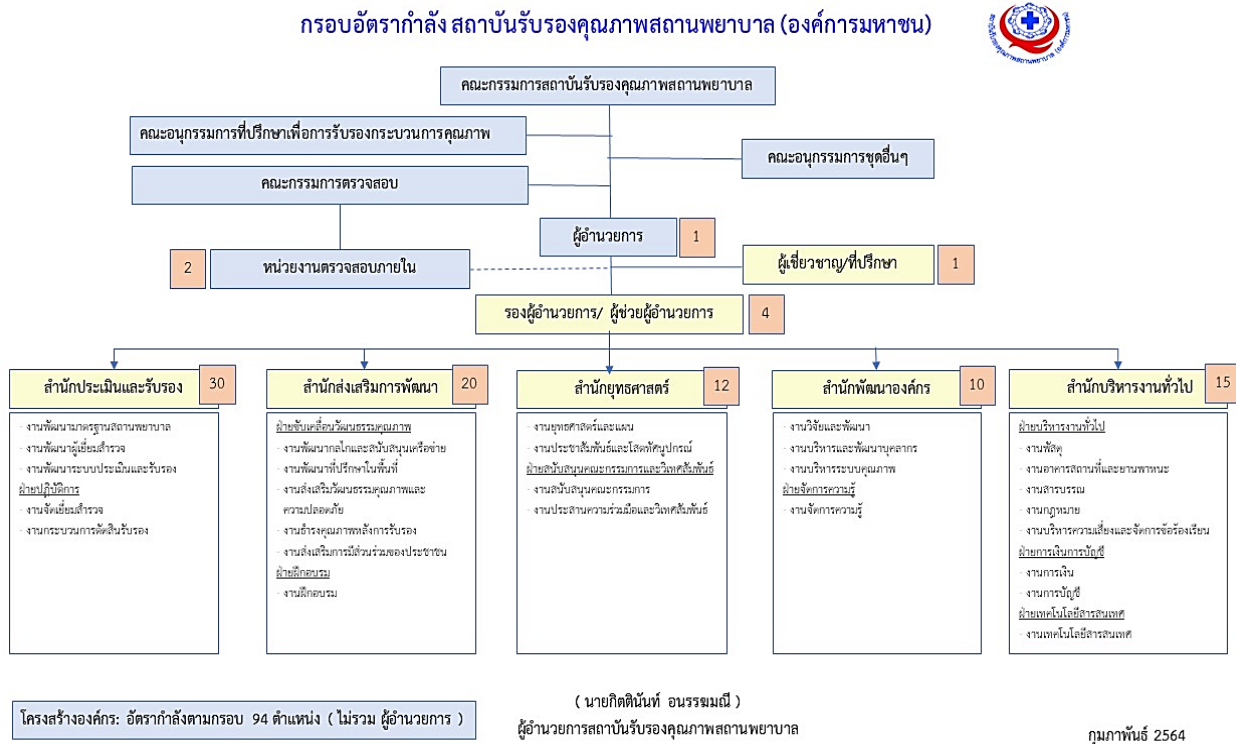 กรอบอัตรากำลัง สถาบันรับรองคุณภาพสถานพยาบาล (องค์การมหาชน)
สถาบันรับรองคุณภาพสถานพยาบาล (องค์การมหาชน)
คณะกรรมการสถาบันรับรองคุณภาพสถานพยาบาล
คณะอนุกรรมการที่ปรึกษาเพื่อการรับรองกระบวนการคุณภาพ
คณะอนุกรรมการชุดอื่นๆ
คณะกรรมการตรวจสอบ
ผู้อำนวยการ
1
2
หน่วยงานตรวจสอบภายใน
ผู้เชี่ยวชาญ/ที่ปรึกษา
1
รองผู้อำนวยการ/ ผู้ช่วยผู้อำนวยการ
4
สำนักประเมินและรับรอง
30
- งานพัฒนามาตรฐานสถานพยาบาล
- งานพัฒนาผู้เยี่ยมสำรวจ
- งานพัฒนาระบบประเมินและรับรอง
ฝ่ายปฏิบัติการ
- งานจัดเยี่ยมสำรวจ
- งานกระบวนการตัดสินรับรอง
สำนักส่งเสริมการพัฒนา
20
ฝ่ายขับเคลื่อนวัฒนธรรมคุณภาพ
- งานพัฒนากลไกและสนับสนุนเครือข่าย
- งานพัฒนาที่ปรึกษาในพื้นที่
- งานส่งเสริมวัฒนธรรมคุณภาพและ
ความปลอดภัย
- งานธำรงคุณภาพหลังการรับรอง
- งานส่งเสริมการมีส่วนร่วมของประชาชน
ฝ่ายฝึกอบรม
- งานฝึกอบรม
สำนักยุทธศาสตร์
12
- งานยุทธศาสตร์และแผน
- งานประชาสัมพันธ์และโสตทัศนูปกรณ์
ฝ่ายสนับสนุนคณะกรรมการและวิเทศสัมพันธ์
- งานสนับสนุนคณะกรรมการ
- งานประสานความร่วมมือและวิเทศสัมพันธ์
สำนักพัฒนาองค์กร
10
- งานวิจัยและพัฒนา
- งานบริหารและพัฒนาบุคลากร
- งานบริหารระบบคุณภาพ
ฝ่ายจัดการความรู้
- งานจัดการความรู้
สำนักบริหารงานทั่วไป
15
ฝ่ายบริหารงานทั่วไป
- งานพัสดุ
- งานอาคารสถานที่และยานพาหนะ
- งานสารบรรณ
- งานกฎหมาย
- งานบริหารความเสี่ยงและจัดการข้อร้องเรียน
ฝ่ายการเงินการบัญชี
- งานการเงิน
- งานการบัญชี
ฝ่ายเทคโนโลยีสารสนเทศ
- งานเทคโนโลยีสารสนเทศ
โครงสร้างองค์กร: อัตรากำลังตามกรอบ 94 ตำแหน่ง ( ไม่รวม ผู้อำนวยการ )
( นายกิตตินันท์ อนรรฆมณี )
ผู้อำนวยการสถาบันรับรองคุณภาพสถานพยาบาล
กุมภาพันธ์ 2564